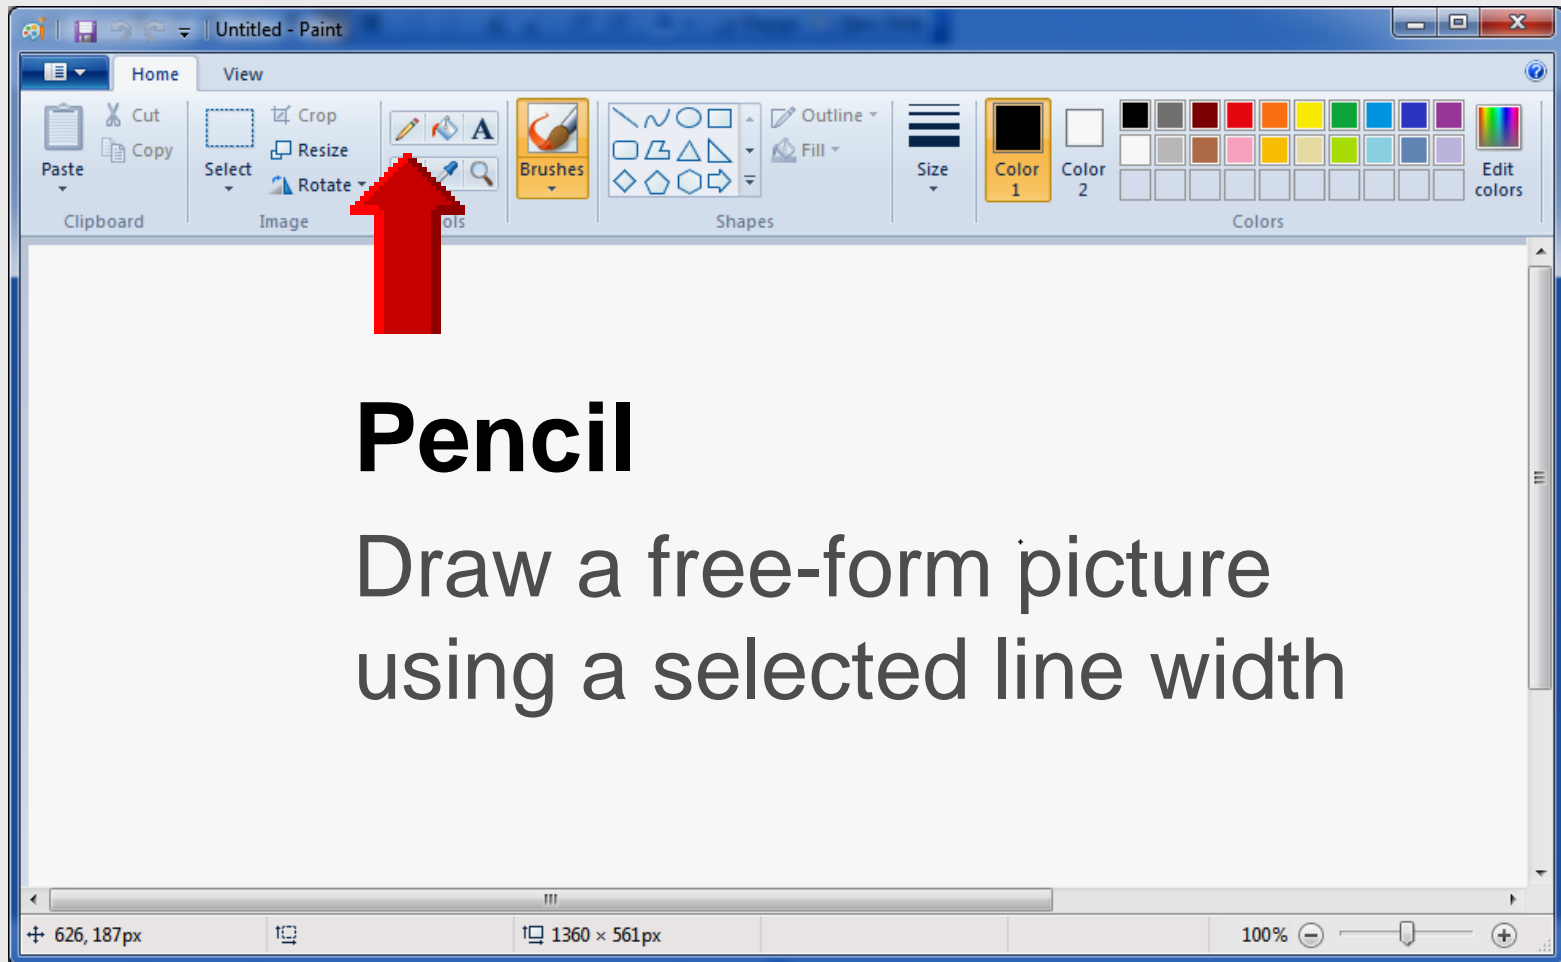 Untitled - Paint
Home View
Cut
Copy
Paste
Clipboard
Select
Crop
Resize
Rotate
Image
A
Brushes
Outline
Fill
Shapes
Size
Color 1
Color 2
Edit colors
Colors
Pencil
Draw a free-form picture
using a selected line width
626, 187px
1360 × 561px
100%